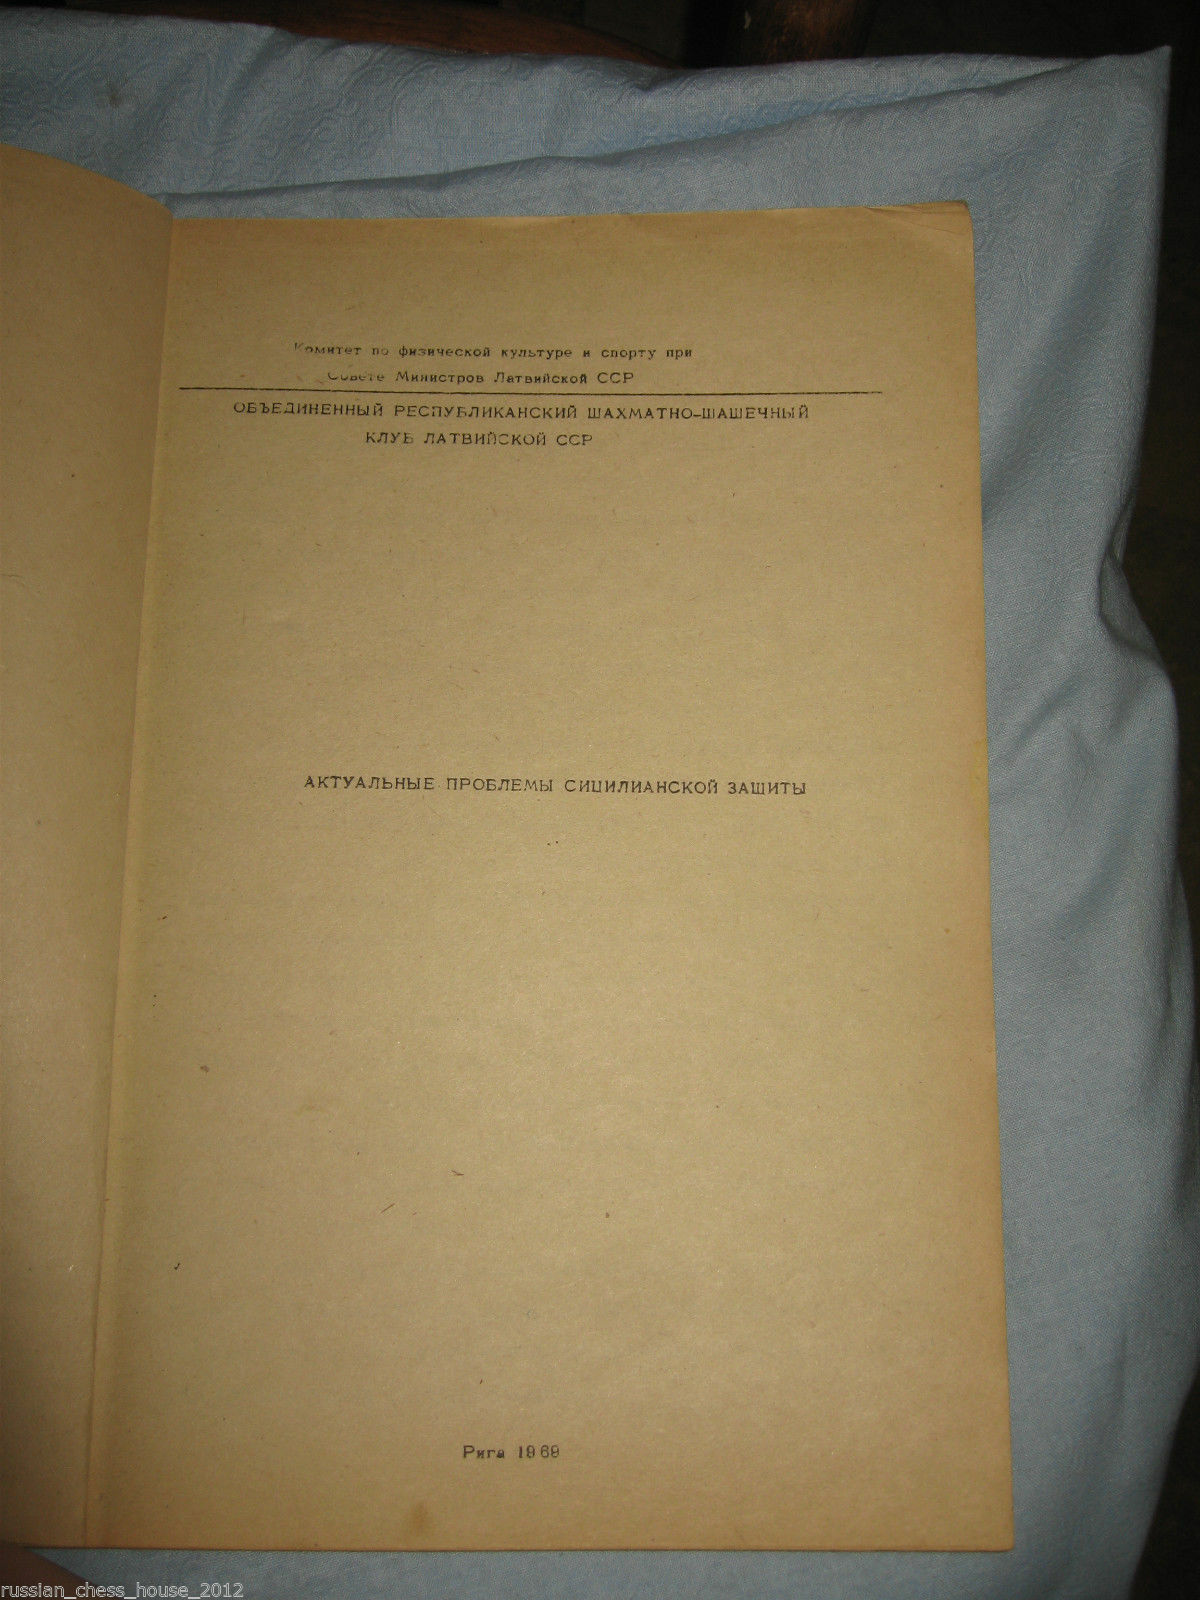 Комитет по физической культуре и спорту при
Совете Министров Латвийской ССР
ОБЪЕДИНЕННЫЙ РЕСПУБЛИКАНСКИЙ ШАХМАТНО-ШАШЕЧНЫЙ
КЛУБ ЛАТВИЙСКОЙ ССР
АКТУАЛЬНЫЕ ПРОБЛЕМЫ СИЦИЛИАНСКОЙ ЗАЩИТЫ
Рига 1969
russian_chess_house_2012